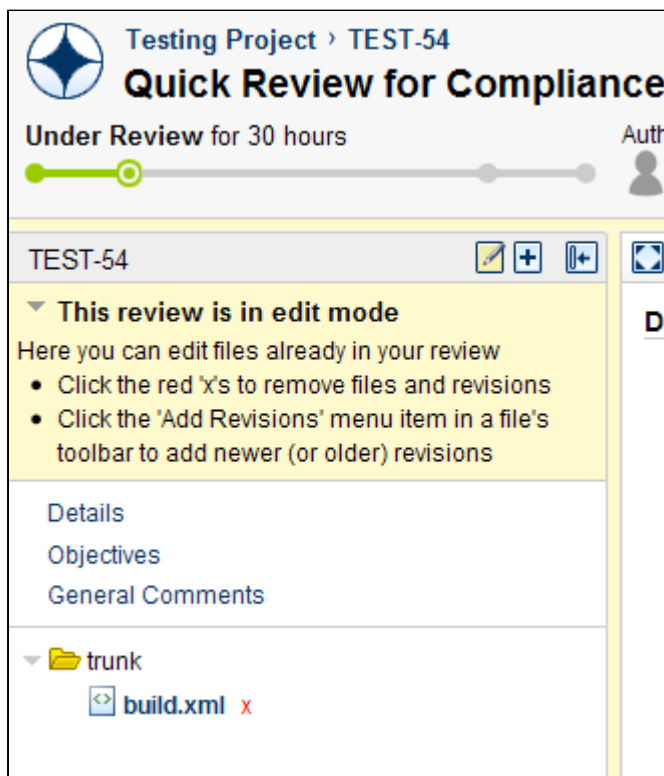 Testing Project › TEST-54
Quick Review for Compliance
Under Review for 30 hours
Auth
TEST-54
This review is in edit mode
Here you can edit files already in your review
• Click the red 'x's to remove files and revisions
• Click the 'Add Revisions' menu item in a file's
toolbar to add newer (or older) revisions
D
Details
Objectives
General Comments
trunk
build.xml x